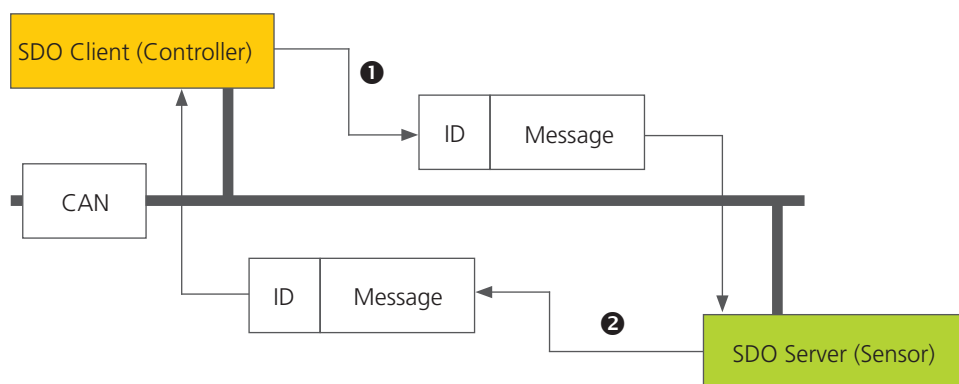 SDO Client (Controller)
❶
ID Message
CAN
ID Message
❷
SDO Server (Sensor)